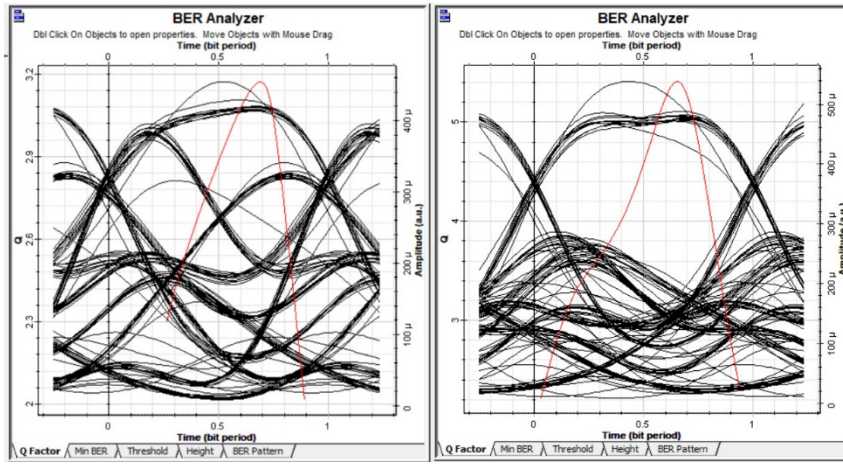 BER Analyzer
Dbl Click On Objects to open properties. Move Objects with Mouse Drag
Time (bit period)
0 0.5 1
3.2
2.9
2.6
2.3
2
Q
400 µ
300 µ
200 µ
100 µ
0
Amplitude (a.u.)
0 0.5 1
Time (bit period)
Q Factor Min BER Threshold Height BER Pattern
BER Analyzer
Dbl Click On Objects to open properties. Move Objects with Mouse Drag
Time (bit period)
0 0.5 1
5
4
3
Q
500 µ
400 µ
300 µ
200 µ
100 µ
0
Amplitude (a.u.)
0 0.5 1
Time (bit period)
Q Factor Min BER Threshold Height BER Pattern